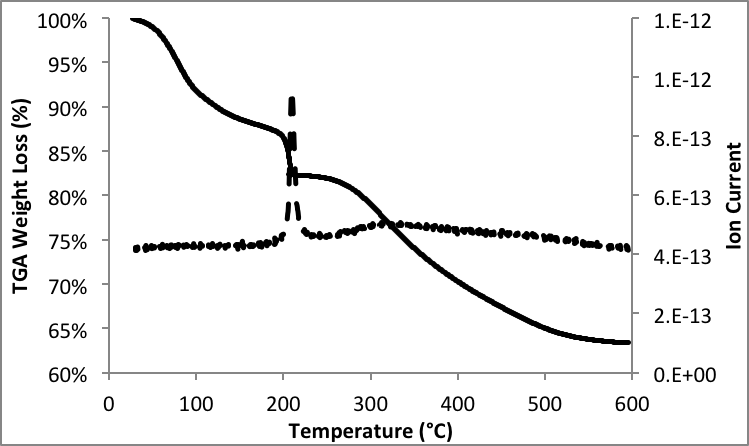 100%
95%
90%
85%
80%
75%
70%
65%
60%
TGA Weight Loss (%)
1.E-12
1.E-12
8.E-13
6.E-13
4.E-13
2.E-13
0.E+00
Ion Current
0 100 200 300 400 500 600
Temperature (°C)